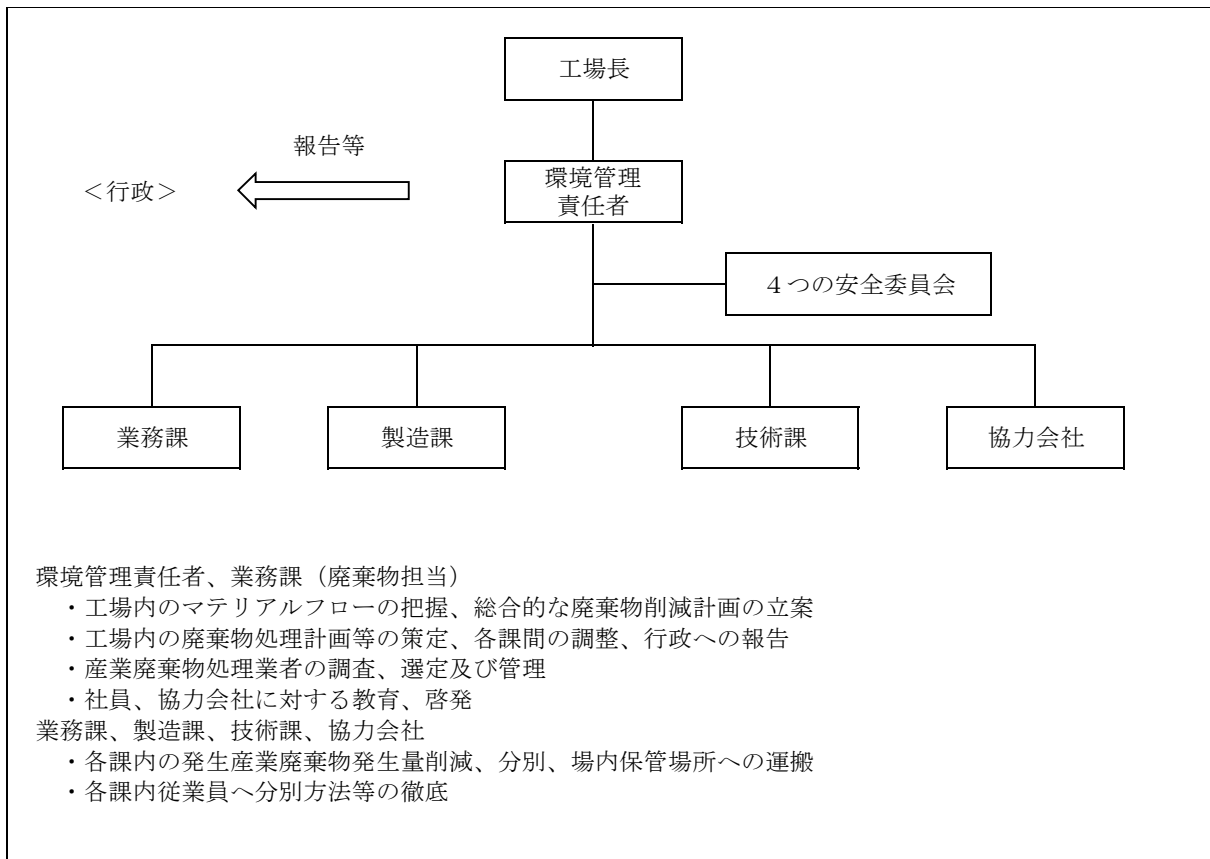 工場長
報告等
＜行政＞
環境管理
責任者
４つの安全委員会
業務課
製造課
技術課
協力会社
環境管理責任者、業務課（廃棄物担当）
・工場内のマテリアルフローの把握、総合的な廃棄物削減計画の立案
・工場内の廃棄物処理計画等の策定、各課間の調整、行政への報告
・産業廃棄物処理業者の調査、選定及び管理
・社員、協力会社に対する教育、啓発
業務課、製造課、技術課、協力会社
・各課内の発生産業廃棄物発生量削減、分別、場内保管場所への運搬
・各課内従業員へ分別方法等の徹底